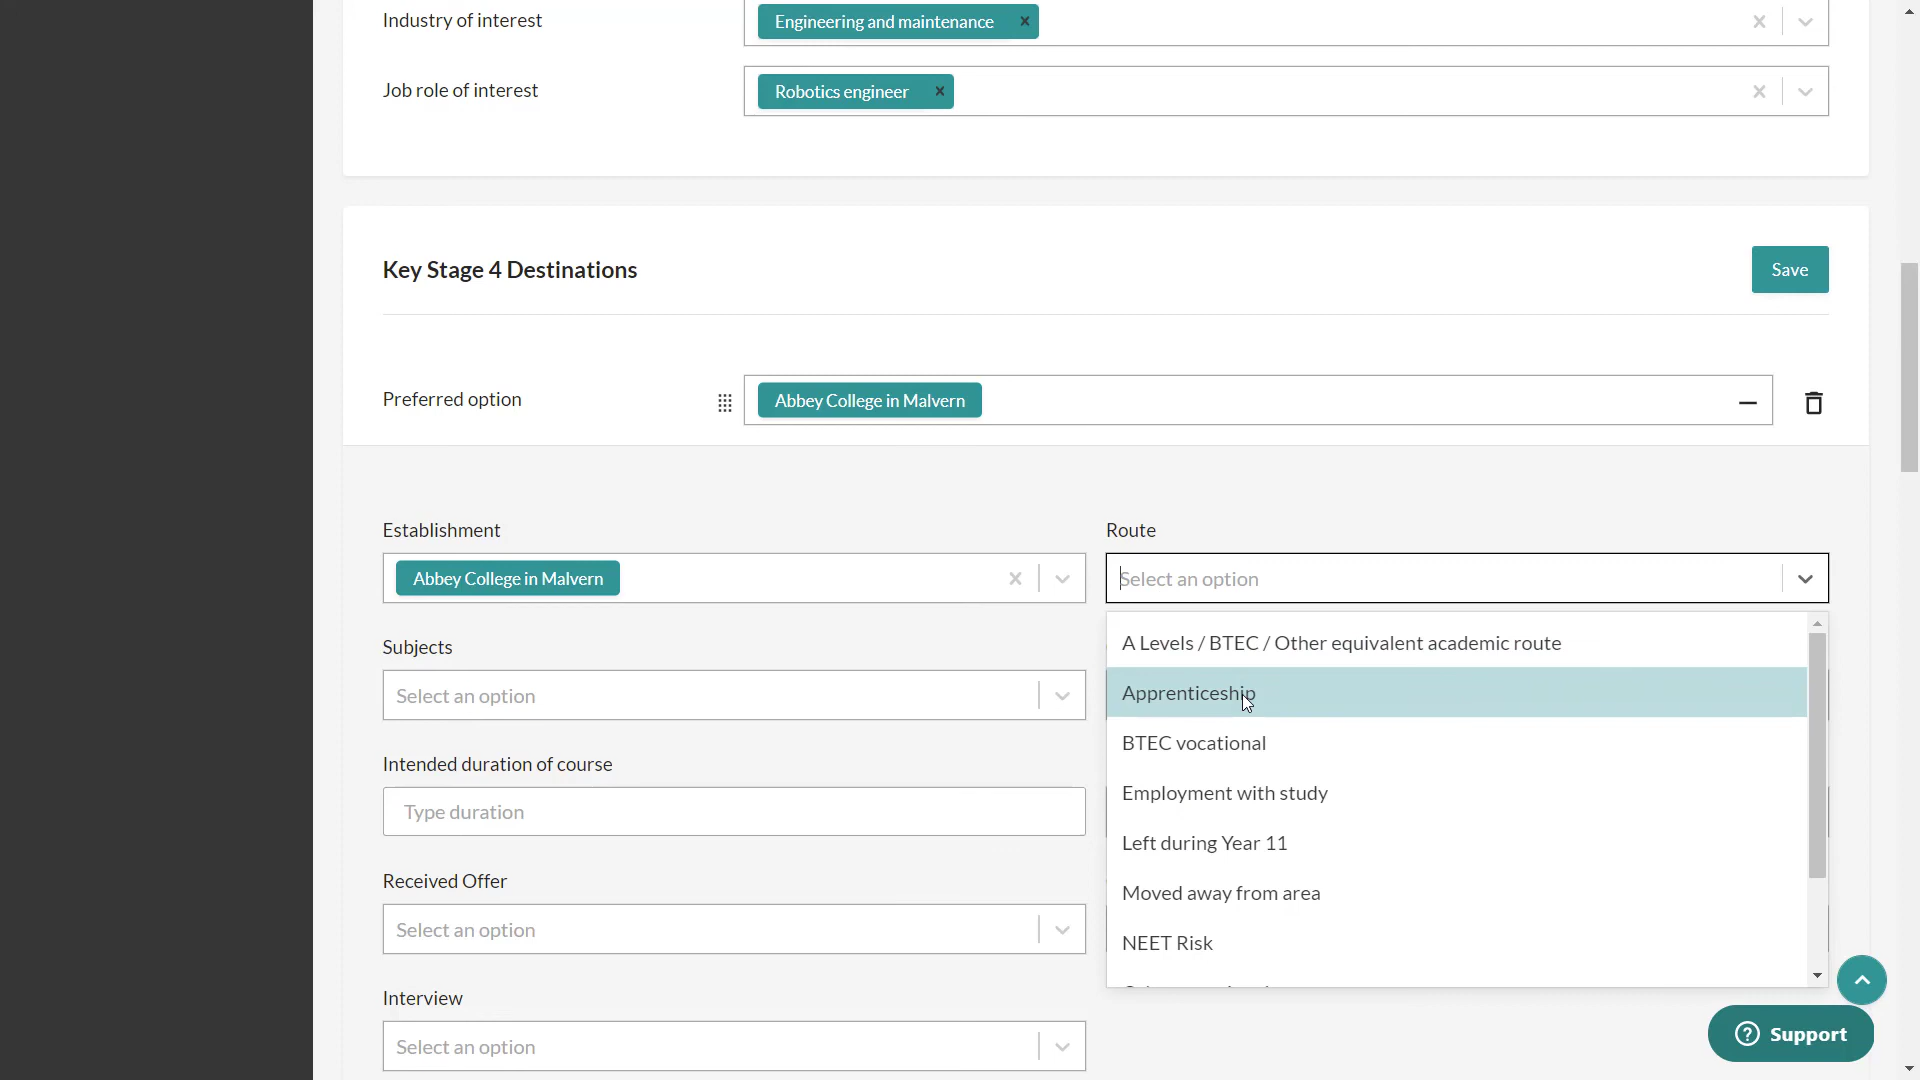 Industry of interest
Engineering and maintenance
Job role of interest
Robotics engineer
Key Stage 4 Destinations
Save
Preferred option
Abbey College in Malvern
Establishment
Route
Abbey College in Malvern
Select an option
A Levels / BTEC / Other equivalent academic route
Subjects
Select an option
Apprenticeship
BTEC vocational
Intended duration of course
Type duration
Employment with study
Left during Year 11
Received Offer
Moved away from area
Select an option
NEET Risk
Interview
Select an option
Support